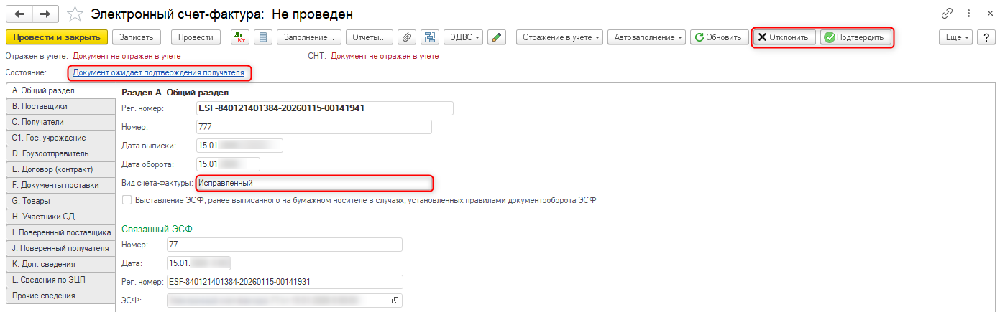 Электронный счет-фактура: Не проведен
Провести и закрыть Записать Провести Дт Кт Заполнение... Отчеты... ЭДВС Отражение в учете Автозаполнение Обновить Отклонить Подтвердить Еще ?
Отражен в учете: Документ не отражен в учете СНТ: Документ не отражен в учете
Состояние: Документ ожидает подтверждения получателя
A. Общий раздел
B. Поставщики
C. Получатели
C1. Гос. учреждение
D. Грузоотправитель
E. Договор (контракт)
F. Документы поставки
G. Товары
H. Участники СД
I. Поверенный поставщика
J. Поверенный получателя
K. Доп. сведения
L. Сведения по ЭЦП
Прочие сведения
Раздел A. Общий раздел
Рег. номер: ESF-840121401384-20260115-00141941
Номер: 777
Дата выписки: 15.01
Дата оборота: 15.01
Вид счета-фактуры: Исправленный
Выставление ЭСФ, ранее выписанного на бумажном носителе в случаях, установленных правилами документооборота ЭСФ
Связанный ЭСФ
Номер: 77
Дата: 15.01.
Рег. номер: ESF-840121401384-20260115-00141931
ЭСФ: